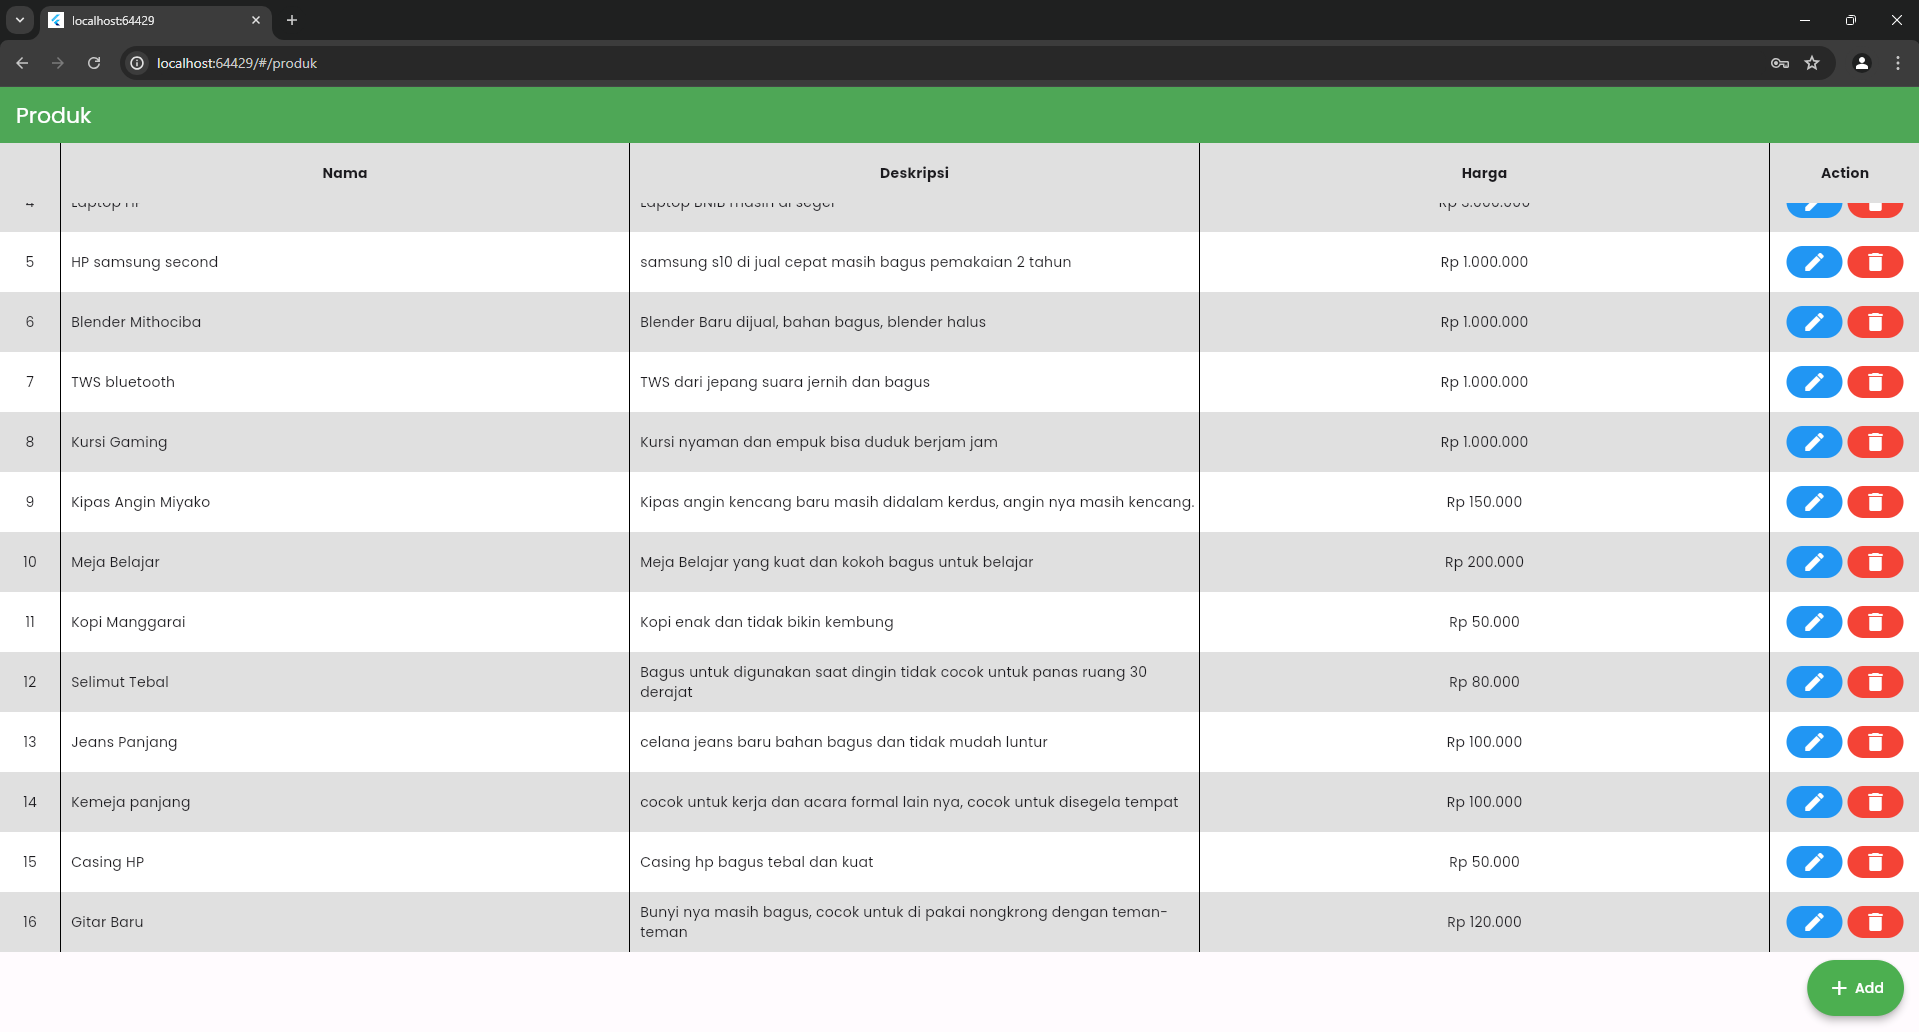 localhost:64429
localhost:64429/#/produk
Produk
Nama Deskripsi Harga Action
4 Laptop HP Laptop BNIB masih di segel
5 HP samsung second samsung s10 di jual cepat masih bagus pemakaian 2 tahun Rp 1.000.000
6 Blender Mithociba Blender Baru dijual, bahan bagus, blender halus Rp 1.000.000
7 TWS bluetooth TWS dari jepang suara jernih dan bagus Rp 1.000.000
8 Kursi Gaming Kursi nyaman dan empuk bisa duduk berjam jam Rp 1.000.000
9 Kipas Angin Miyako Kipas angin kencang baru masih didalam kerdus, angin nya masih kencang. Rp 150.000
10 Meja Belajar Meja Belajar yang kuat dan kokoh bagus untuk belajar Rp 200.000
11 Kopi Manggarai Kopi enak dan tidak bikin kembung Rp 50.000
12 Selimut Tebal Bagus untuk digunakan saat dingin tidak cocok untuk panas ruang 30
derajat Rp 80.000
13 Jeans Panjang celana jeans baru bahan bagus dan tidak mudah luntur Rp 100.000
14 Kemeja panjang cocok untuk kerja dan acara formal lain nya, cocok untuk disegela tempat Rp 100.000
15 Casing HP Casing hp bagus tebal dan kuat Rp 50.000
16 Gitar Baru Bunyi nya masih bagus, cocok untuk di pakai nongkrong dengan teman-
teman Rp 120.000
Add